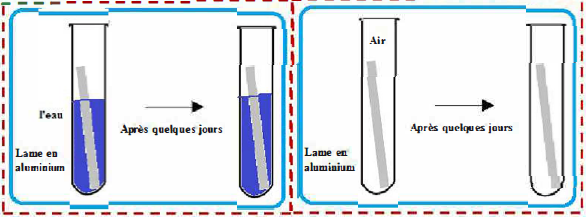 l'eau
Après quelques jours
Lame en
aluminium
Air
Après quelques jours
Lame en
aluminium